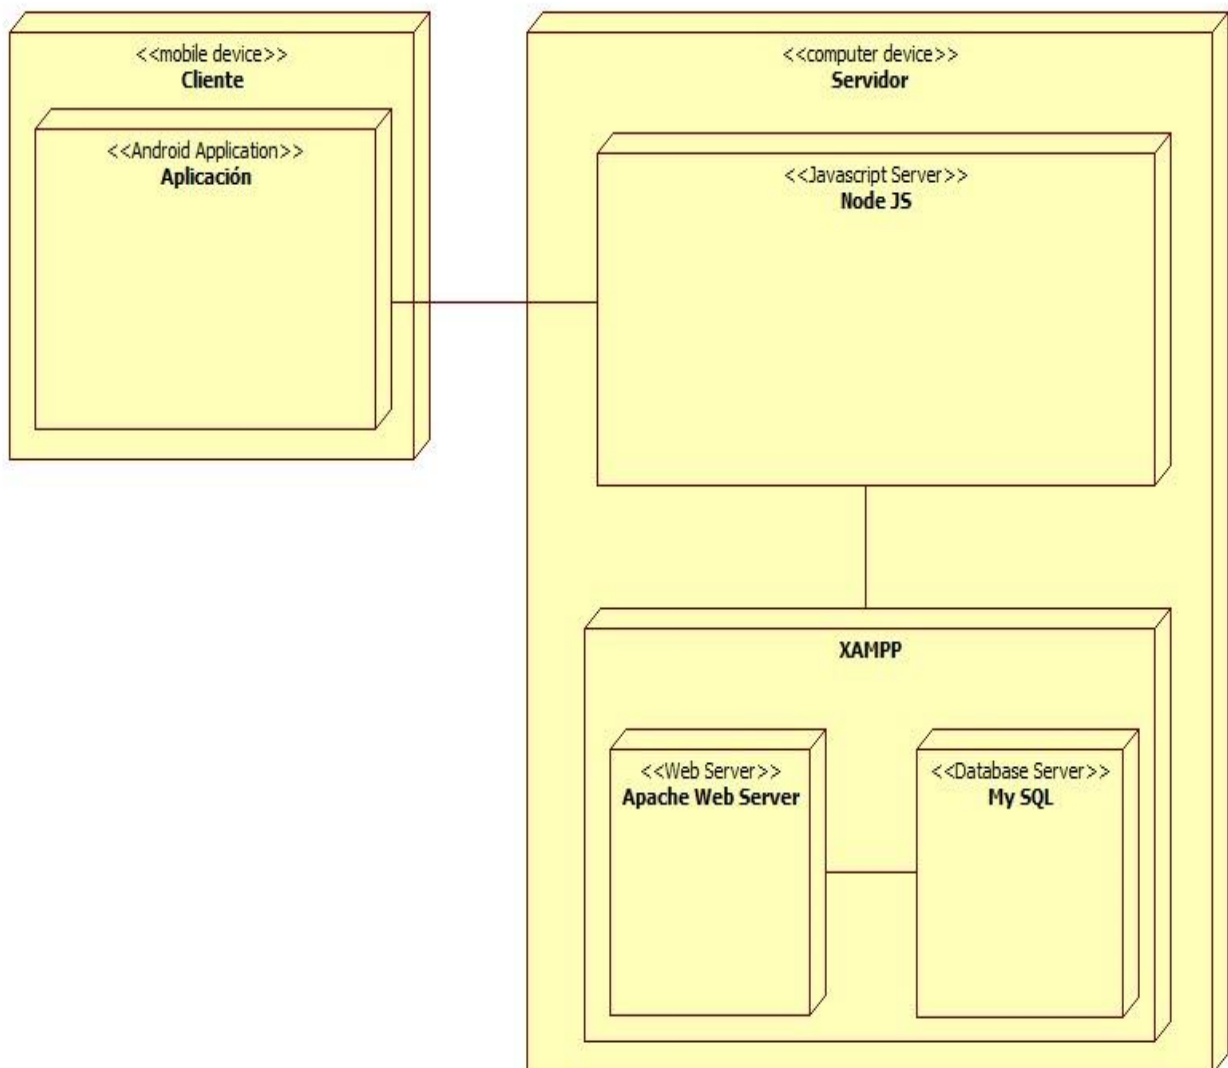 <<mobile device>>
Cliente
<<Android Application>>
Aplicación
<<computer device>>
Servidor
<<Javascript Server>>
Node JS
XAMPP
<<Web Server>>
Apache Web Server
<<Database Server>>
My SQL